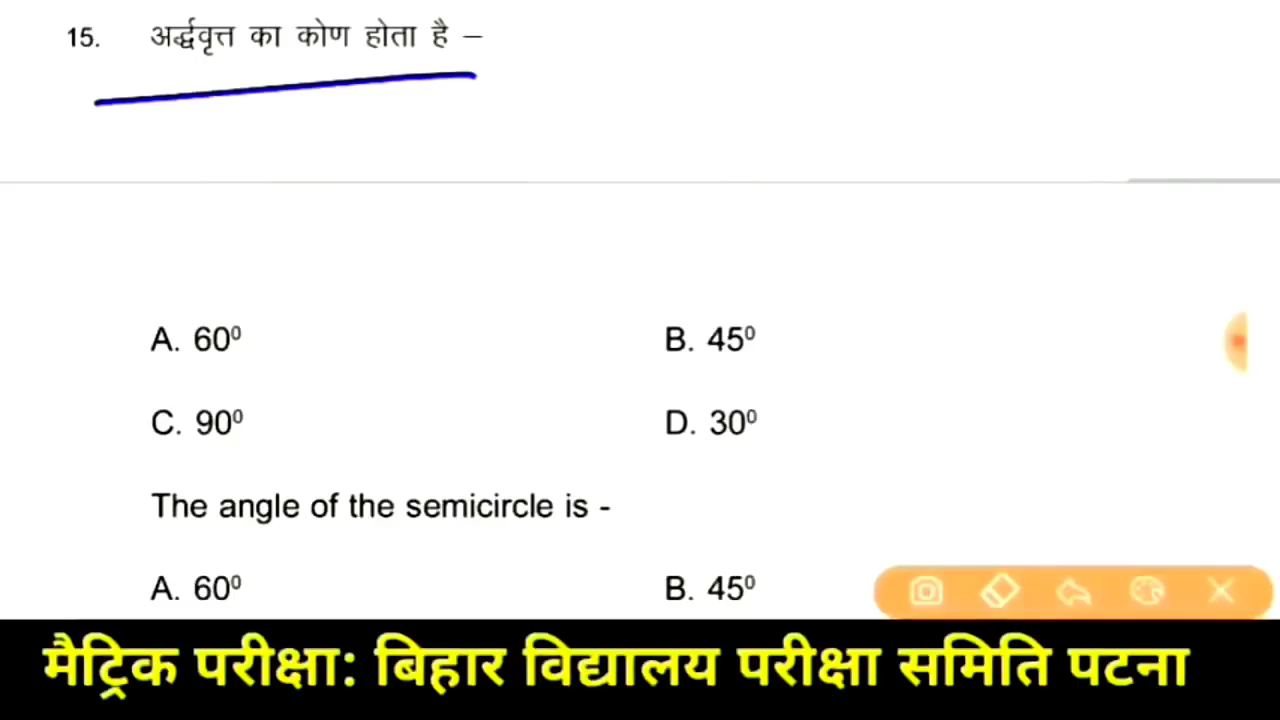 15. अर्द्धवृत्त का कोण होता है –
A. 60⁰ B. 45⁰
C. 90⁰ D. 30⁰
The angle of the semicircle is -
A. 60⁰ B. 45⁰
मैट्रिक परीक्षा: बिहार विद्यालय परीक्षा समिति पटना